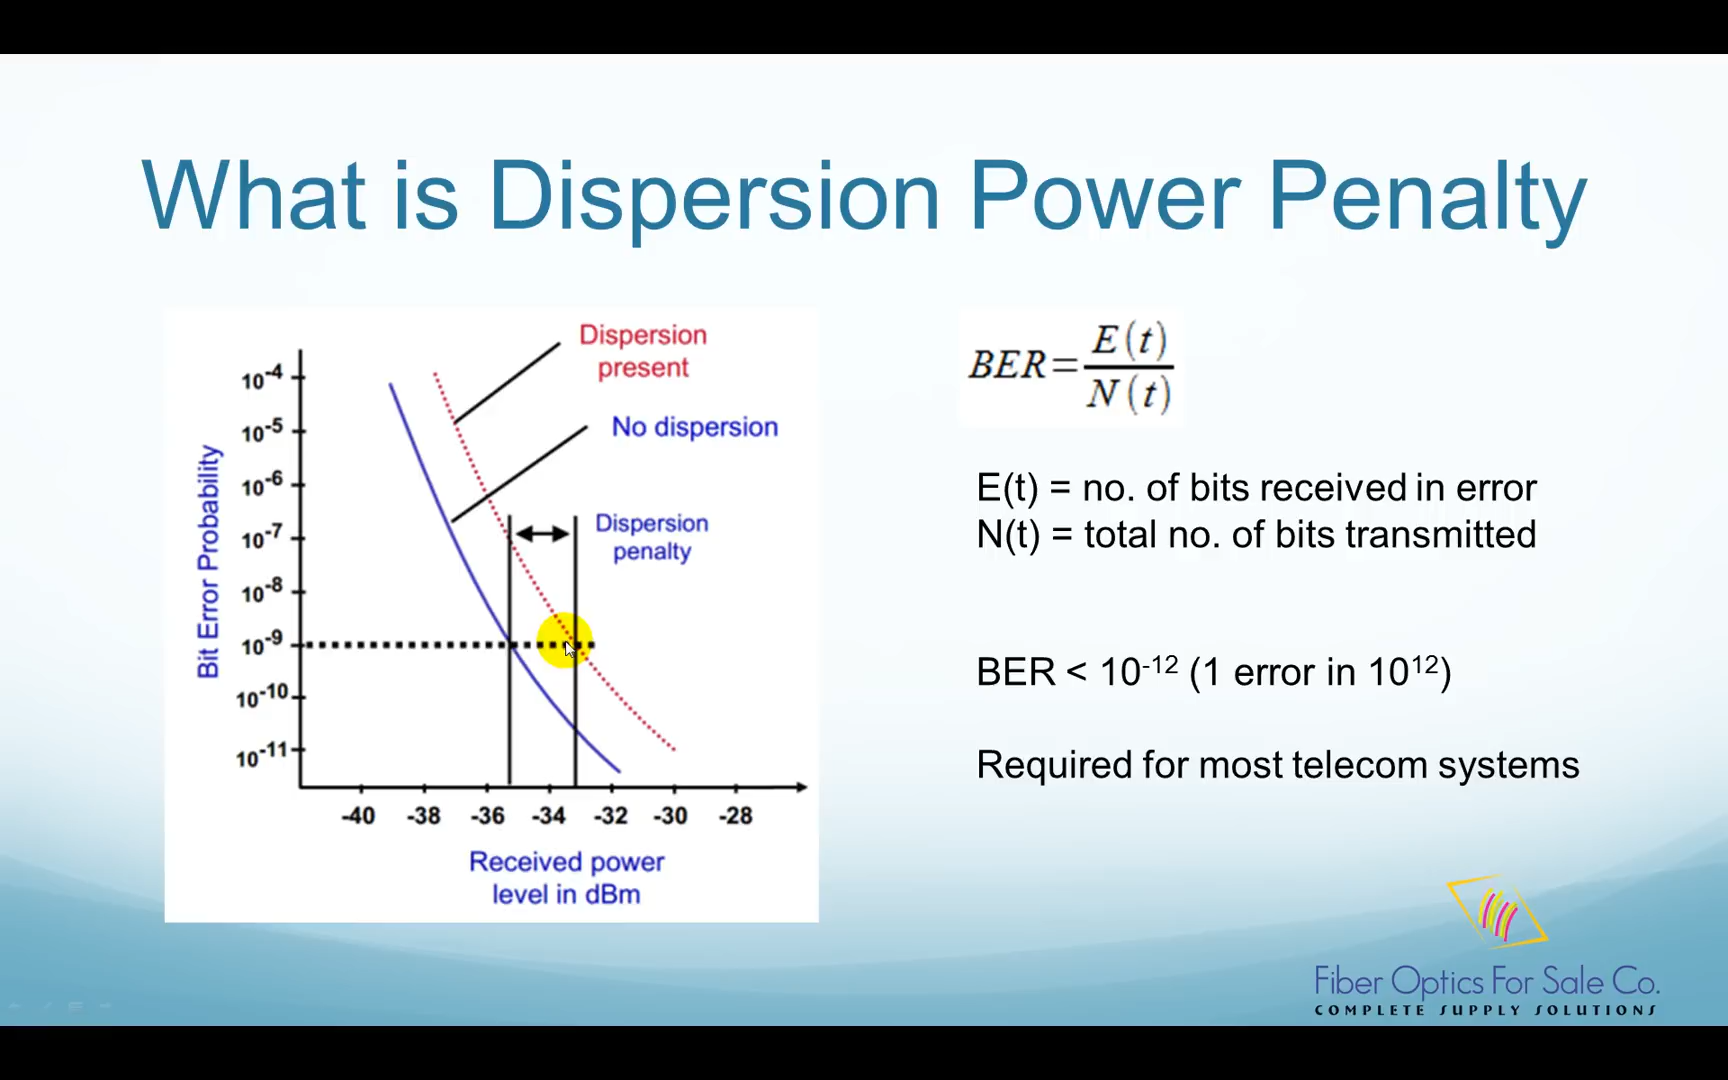 What is Dispersion Power Penalty
Dispersion
present
No dispersion
Dispersion
penalty
Bit Error Probability
10-4
10-5
10-6
10-7
10-8
10-9
10-10
10-11
-40 -38 -36 -34 -32 -30 -28
Received power
level in dBm
BER = E(t) / N(t)
E(t) = no. of bits received in error
N(t) = total no. of bits transmitted
BER < 10-12 (1 error in 1012)
Required for most telecom systems
Fiber Optics For Sale Co.
COMPLETE SUPPLY SOLUTIONS